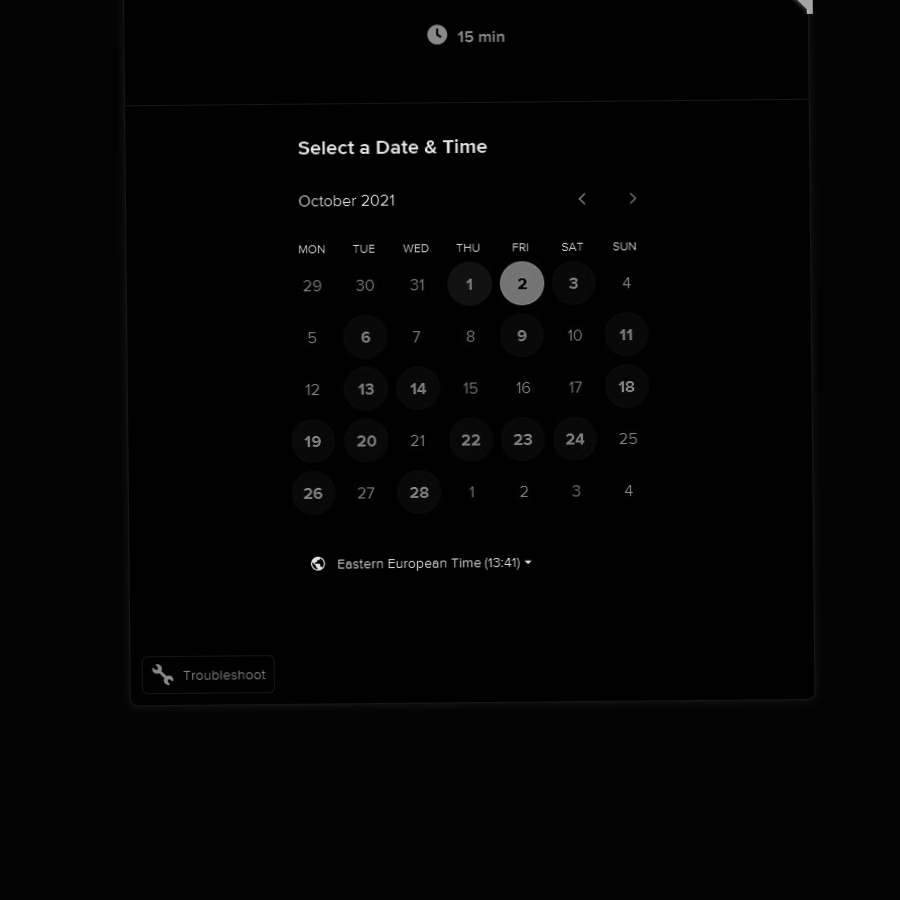 15 min
Select a Date & Time
October 2021
MON TUE WED THU FRI SAT SUN
29 30 31 1 2 3 4
5 6 7 8 9 10 11
12 13 14 15 16 17 18
19 20 21 22 23 24 25
26 27 28 1 2 3 4
Eastern European Time (13:41)
Troubleshoot